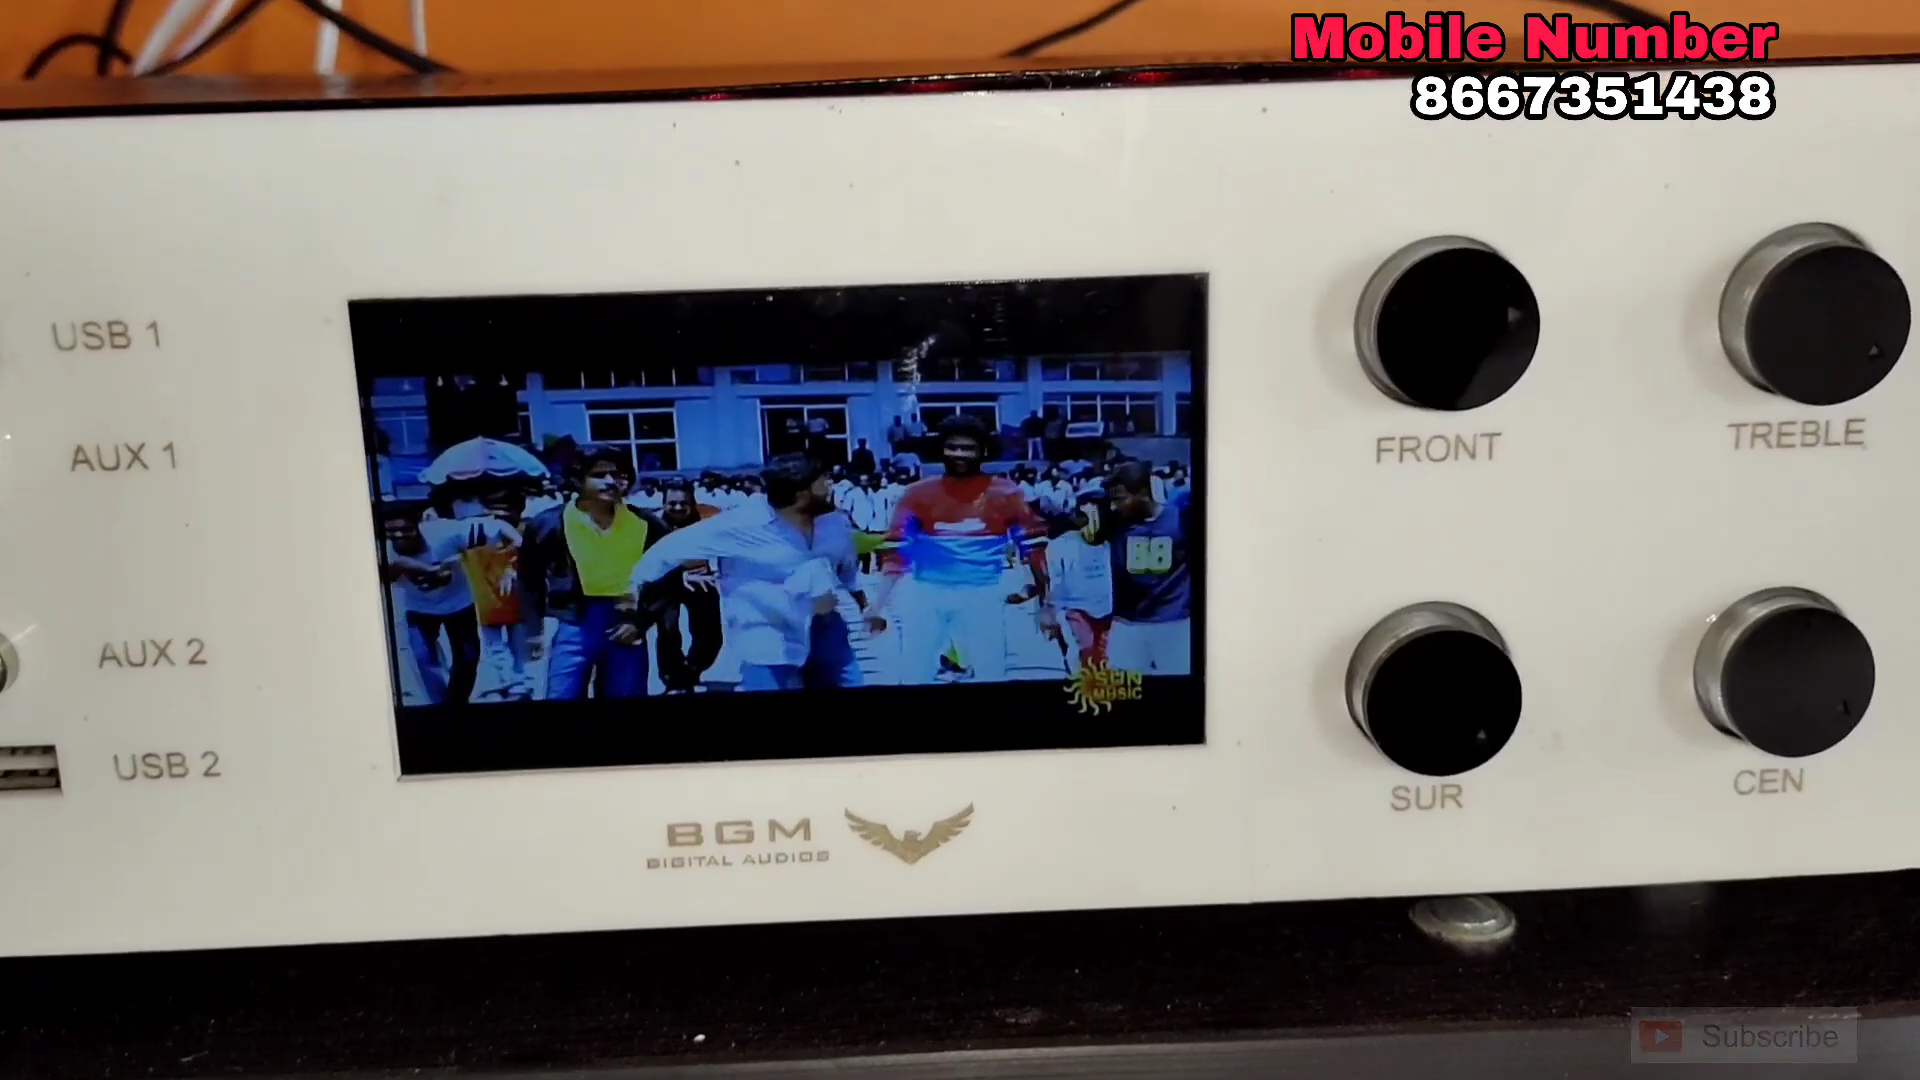 Mobile Number
8667351438
USB 1
AUX 1
AUX 2
USB 2
FRONT
TREBLE
SUR
CEN
88
SUN
MUSIC
BGM
DIGITAL AUDIOS
Subscribe